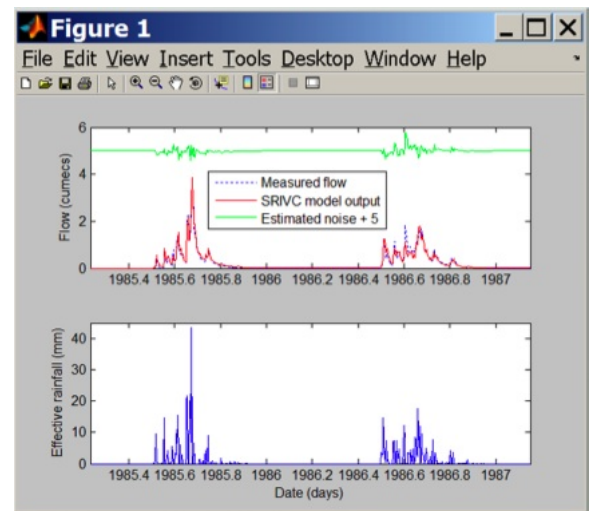 Figure 1
File Edit View Insert Tools Desktop Window Help
6
4
2
0
Flow (cumecs)
Measured flow
SRIVC model output
Estimated noise + 5
1985.4 1985.6 1985.8 1986 1986.2 1986.4 1986.6 1986.8 1987
40
30
20
10
0
Effective rainfall (mm)
1985.4 1985.6 1985.8 1986 1986.2 1986.4 1986.6 1986.8 1987
Date (days)